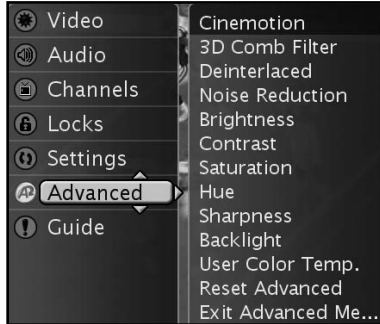 Video
Audio
Channels
Locks
Settings
Advanced
Guide
Cinemotion
3D Comb Filter
Deinterlaced
Noise Reduction
Brightness
Contrast
Saturation
Hue
Sharpness
Backlight
User Color Temp.
Reset Advanced
Exit Advanced Me...